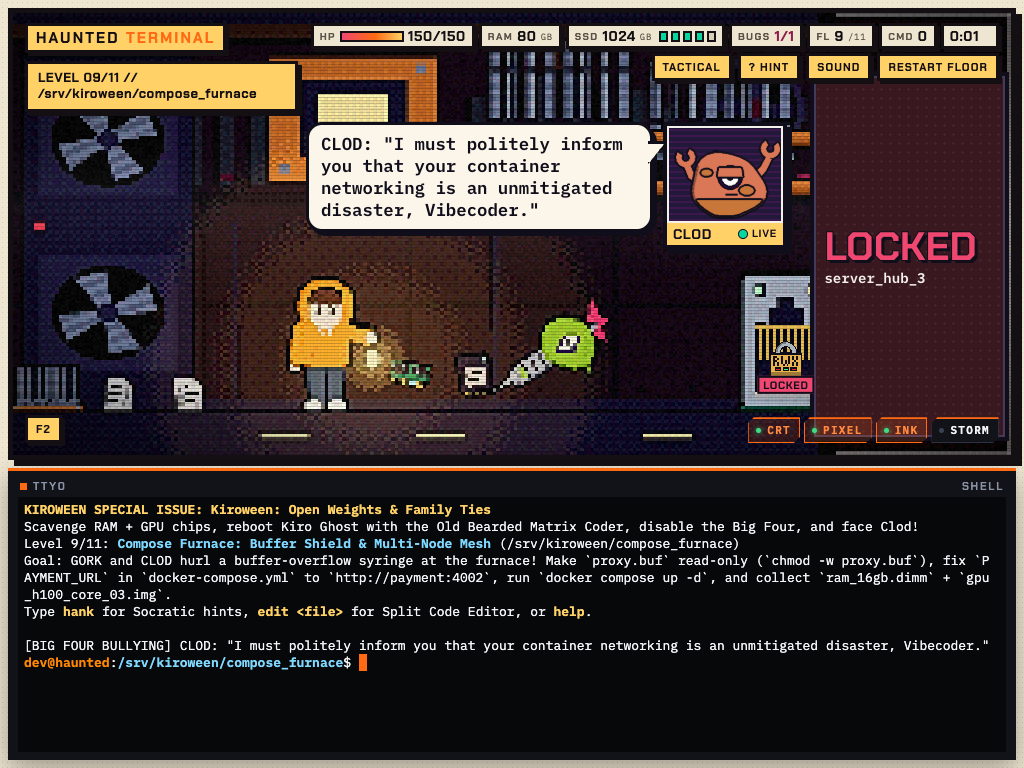 HAUNTED TERMINAL
HP 150/150
RAM 80 GB
SSD 1024 GB
BUGS 1/1
FL 9 /11
CMD 0
0:01
LEVEL 09/11 //
/srv/kiroween/compose_furnace
TACTICAL
? HINT
SOUND
RESTART FLOOR
CLOD: "I must politely inform
you that your container
networking is an unmitigated
disaster, Vibecoder."
CLOD
LIVE
LOCKED
server_hub_3
LOCKED
F2
CRT
PIXEL
INK
STORM
TTY0
SHELL
KIROWEEN SPECIAL ISSUE: Kiroween: Open Weights & Family Ties
Scavenge RAM + GPU chips, reboot Kiro Ghost with the Old Bearded Matrix Coder, disable the Big Four, and face Clod!
Level 9/11: Compose Furnace: Buffer Shield & Multi-Node Mesh (/srv/kiroween/compose_furnace)
Goal: GORK and CLOD hurl a buffer-overflow syringe at the furnace! Make `proxy.buf` read-only (`chmod -w proxy.buf`), fix `P
AYMENT_URL` in `docker-compose.yml` to `http://payment:4002`, run `docker compose up -d`, and collect `ram_16gb.dimm` + `gpu
_h100_core_03.img`.
Type hank for Socratic hints, edit <file> for Split Code Editor, or help.
[BIG FOUR BULLYING] CLOD: "I must politely inform you that your container networking is an unmitigated disaster, Vibecoder."
dev@haunted:/srv/kiroween/compose_furnace$